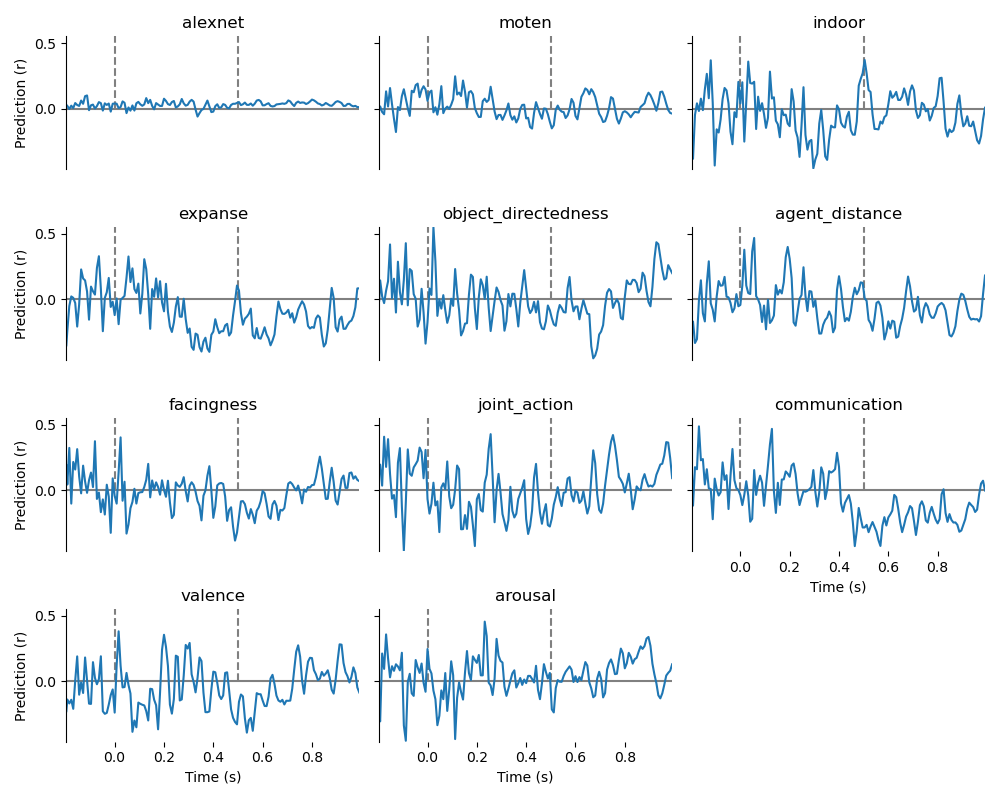 alexnet moten indoor
Prediction (r)
0.5
0.0
expanse object_directedness agent_distance
Prediction (r)
0.5
0.0
facingness joint_action communication
Prediction (r)
0.5
0.0
0.0 0.2 0.4 0.6 0.8
Time (s)
valence arousal
Prediction (r)
0.5
0.0
0.0 0.2 0.4 0.6 0.8 0.0 0.2 0.4 0.6 0.8
Time (s) Time (s)